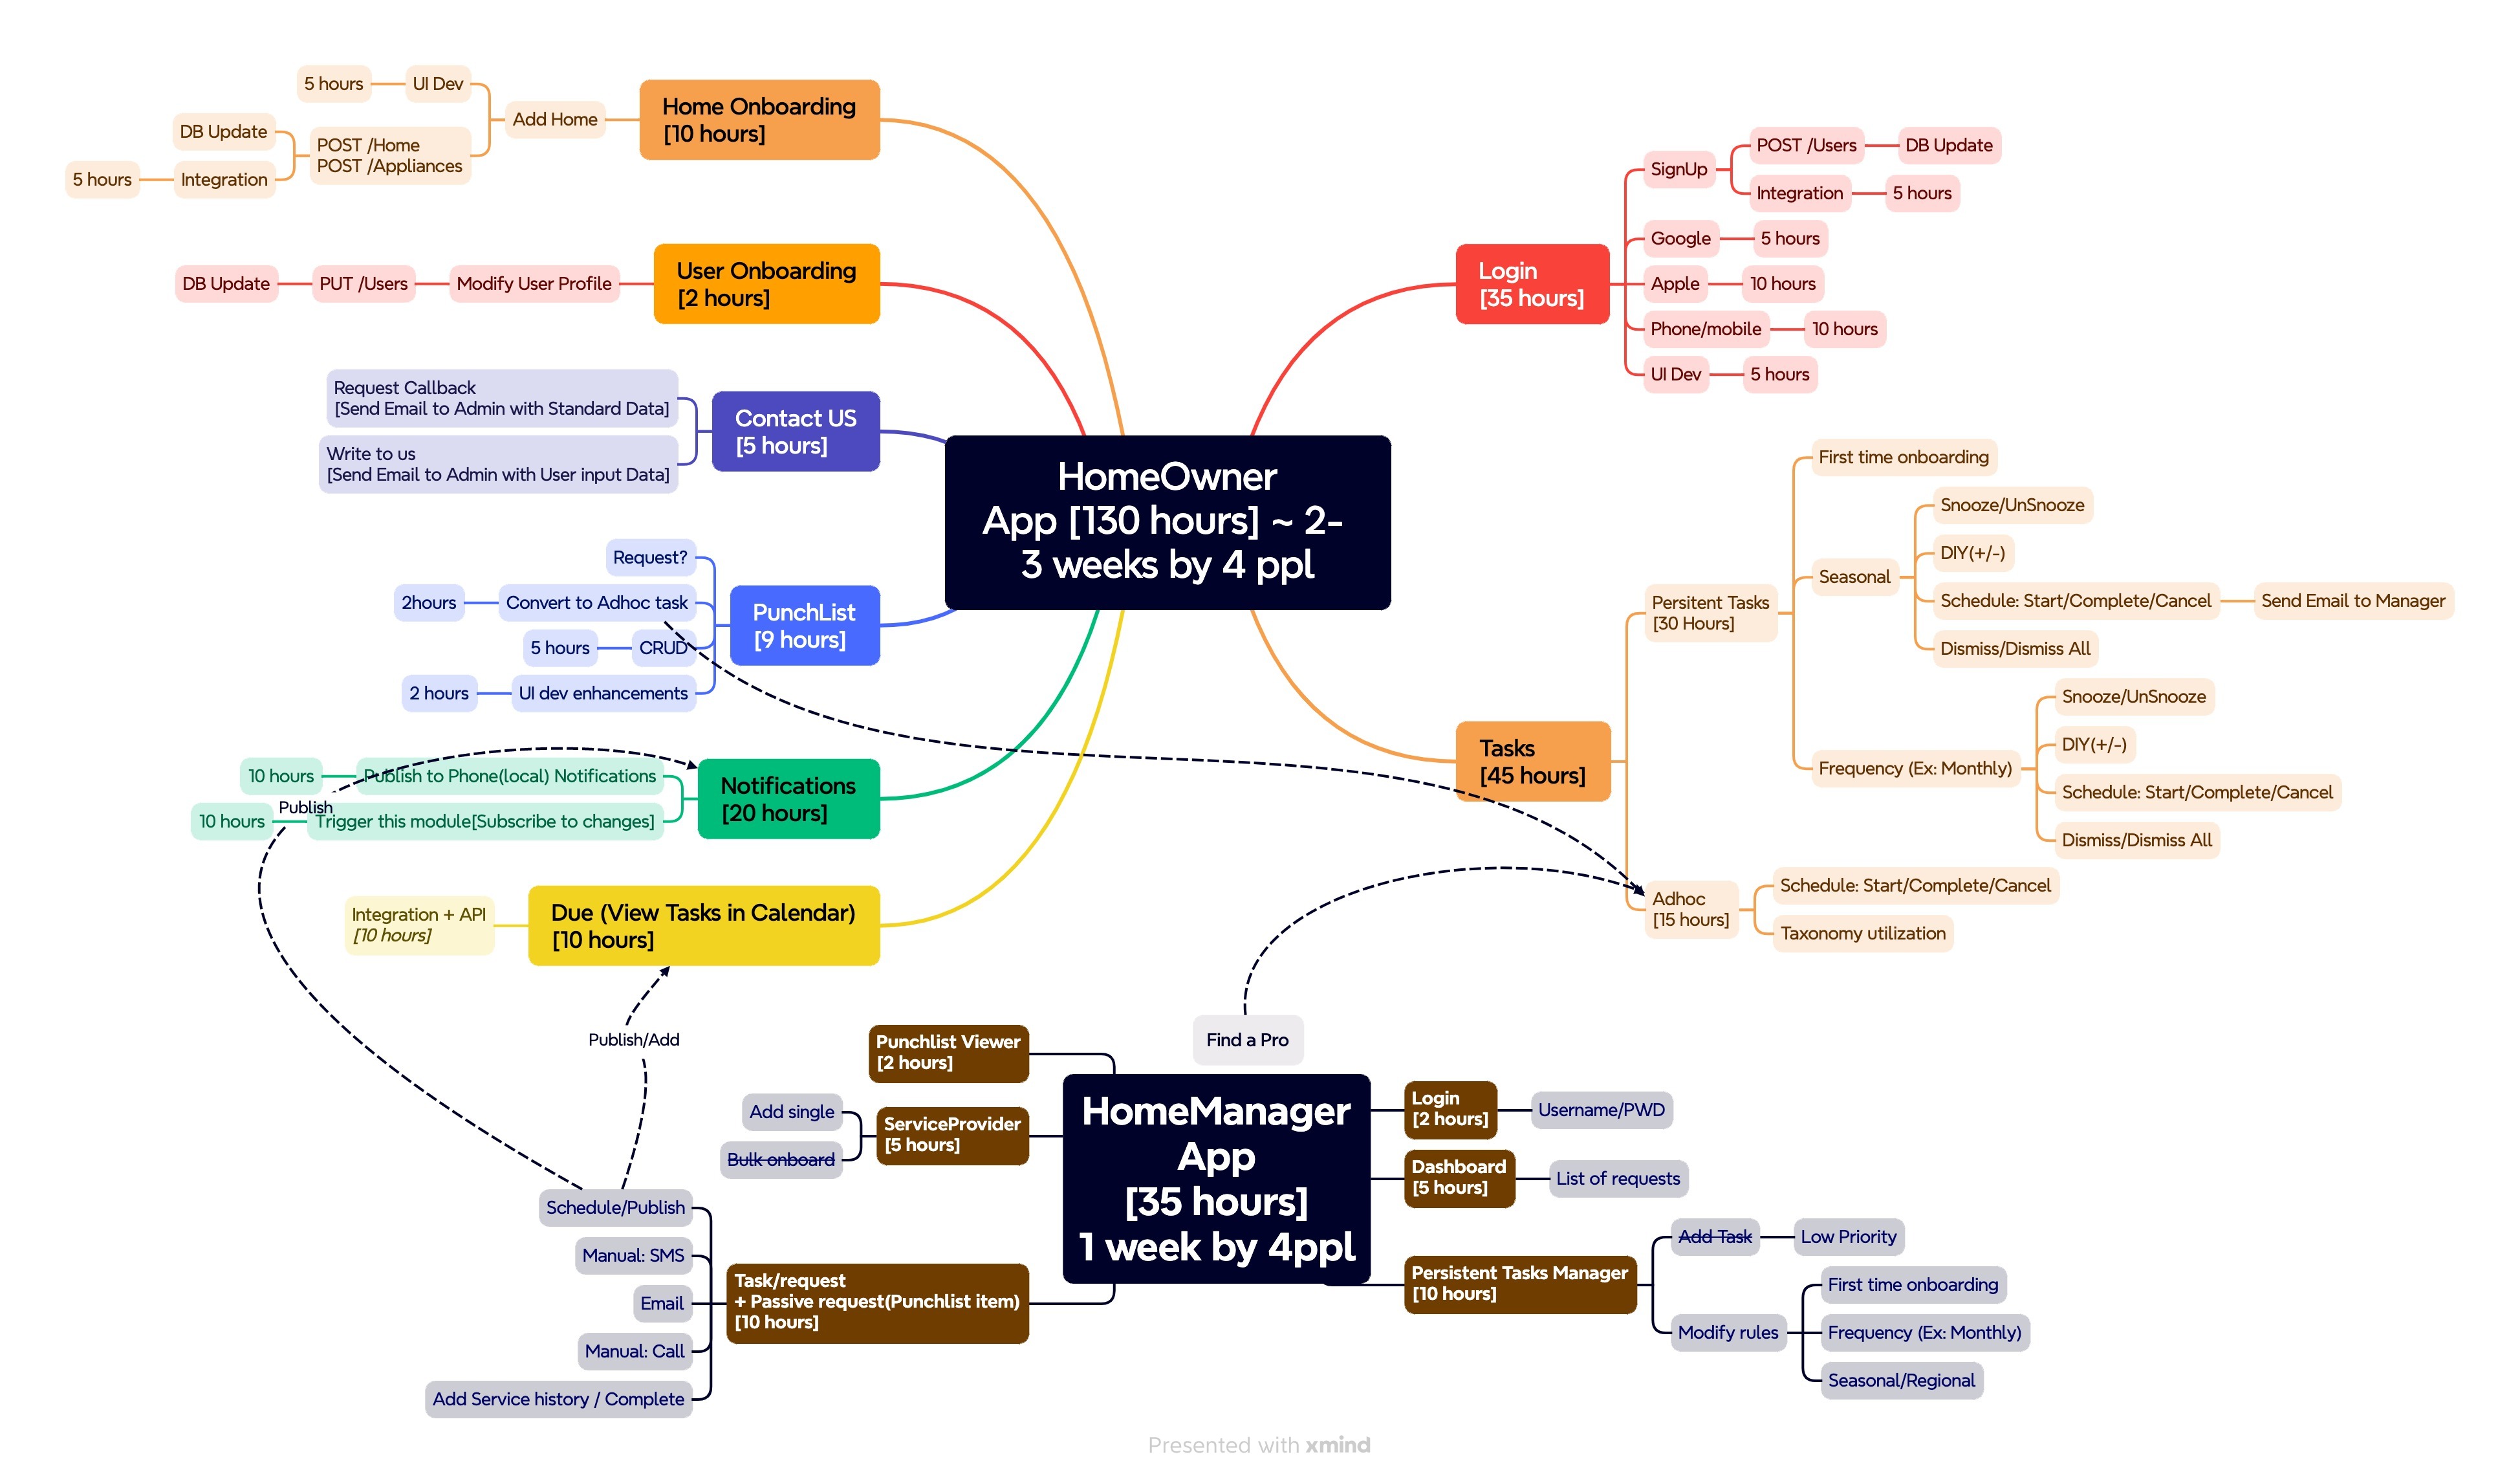 5 hours
UI Dev
DB Update
5 hours
Integration
POST /Home
POST /Appliances
Add Home
Home Onboarding
[10 hours]
DB Update
PUT /Users
Modify User Profile
User Onboarding
[2 hours]
Request Callback
[Send Email to Admin with Standard Data]
Write to us
[Send Email to Admin with User input Data]
Contact US
[5 hours]
Request?
2hours
Convert to Adhoc task
5 hours
CRUD
2 hours
UI dev enhancements
PunchList
[9 hours]
10 hours
Publish to Phone(local) Notifications
Publish
10 hours
Trigger this module[Subscribe to changes]
Notifications
[20 hours]
Integration + API
[10 hours]
Due (View Tasks in Calendar)
[10 hours]
Publish/Add
HomeOwner
App [130 hours] ~ 2-
3 weeks by 4 ppl
Login
[35 hours]
SignUp
POST /Users
DB Update
Integration
5 hours
Google
5 hours
Apple
10 hours
Phone/mobile
10 hours
UI Dev
5 hours
Tasks
[45 hours]
Persitent Tasks
[30 Hours]
First time onboarding
Seasonal
Snooze/UnSnooze
DIY(+/-)
Schedule: Start/Complete/Cancel
Send Email to Manager
Dismiss/Dismiss All
Frequency (Ex: Monthly)
Snooze/UnSnooze
DIY(+/-)
Schedule: Start/Complete/Cancel
Dismiss/Dismiss All
Adhoc
[15 hours]
Schedule: Start/Complete/Cancel
Taxonomy utilization
Find a Pro
Punchlist Viewer
[2 hours]
Add single
Bulk onboard
ServiceProvider
[5 hours]
Schedule/Publish
Manual: SMS
Email
Manual: Call
Add Service history / Complete
Task/request
+ Passive request(Punchlist item)
[10 hours]
HomeManager
App
[35 hours]
1 week by 4ppl
Login
[2 hours]
Username/PWD
Dashboard
[5 hours]
List of requests
Persistent Tasks Manager
[10 hours]
Add Task
Low Priority
Modify rules
First time onboarding
Frequency (Ex: Monthly)
Seasonal/Regional
Presented with xmind